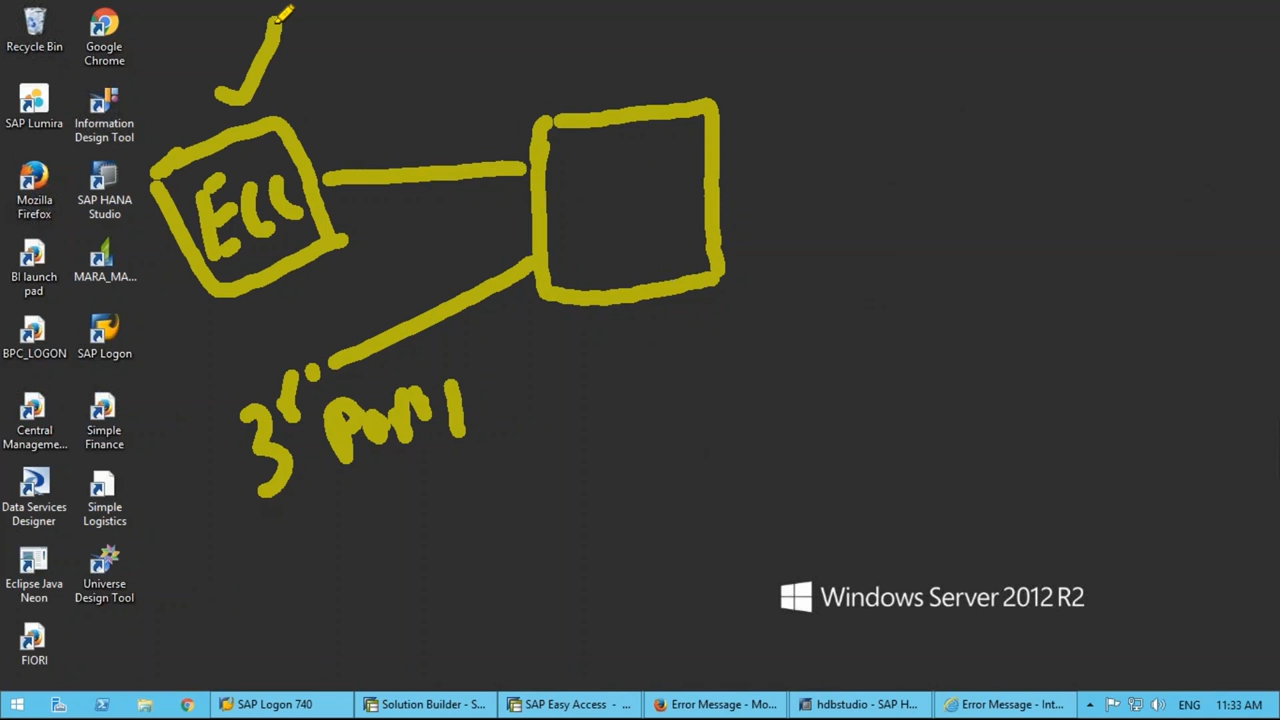 Recycle Bin
Google
Chrome
SAP Lumira
Information
Design Tool
Mozilla
Firefox
SAP HANA
Studio
BI launch
pad
MARA_MA...
BPC_LOGON
SAP Logon
Central
Manageme...
Simple
Finance
Data Services
Designer
Simple
Logistics
Eclipse Java
Neon
Universe
Design Tool
FIORI
ECC
3r
Windows Server 2012 R2
SAP Logon 740
Solution Builder - S...
SAP Easy Access - ...
Error Message - Mo...
hdbstudio - SAP H...
Error Message - Int...
ENG
11:33 AM